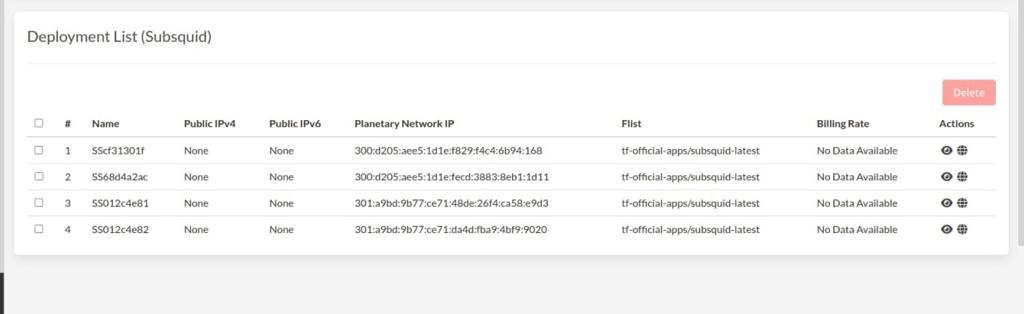 Deployment List (Subsquid)
Delete
# Name Public IPv4 Public IPv6 Planetary Network IP Flist Billing Rate Actions
1 SScf31301f None None 300:d205:aee5:1d1e:f829:f4c4:6b94:168 tf-official-apps/subsquid-latest No Data Available
2 SS68d4a2ac None None 300:d205:aee5:1d1e:fecd:3883:8eb1:1d11 tf-official-apps/subsquid-latest No Data Available
3 SS012c4e81 None None 301:a9bd:9b77:ce71:48de:26f4:ca58:e9d3 tf-official-apps/subsquid-latest No Data Available
4 SS012c4e82 None None 301:a9bd:9b77:ce71:da4d:fba9:4bf9:9020 tf-official-apps/subsquid-latest No Data Available